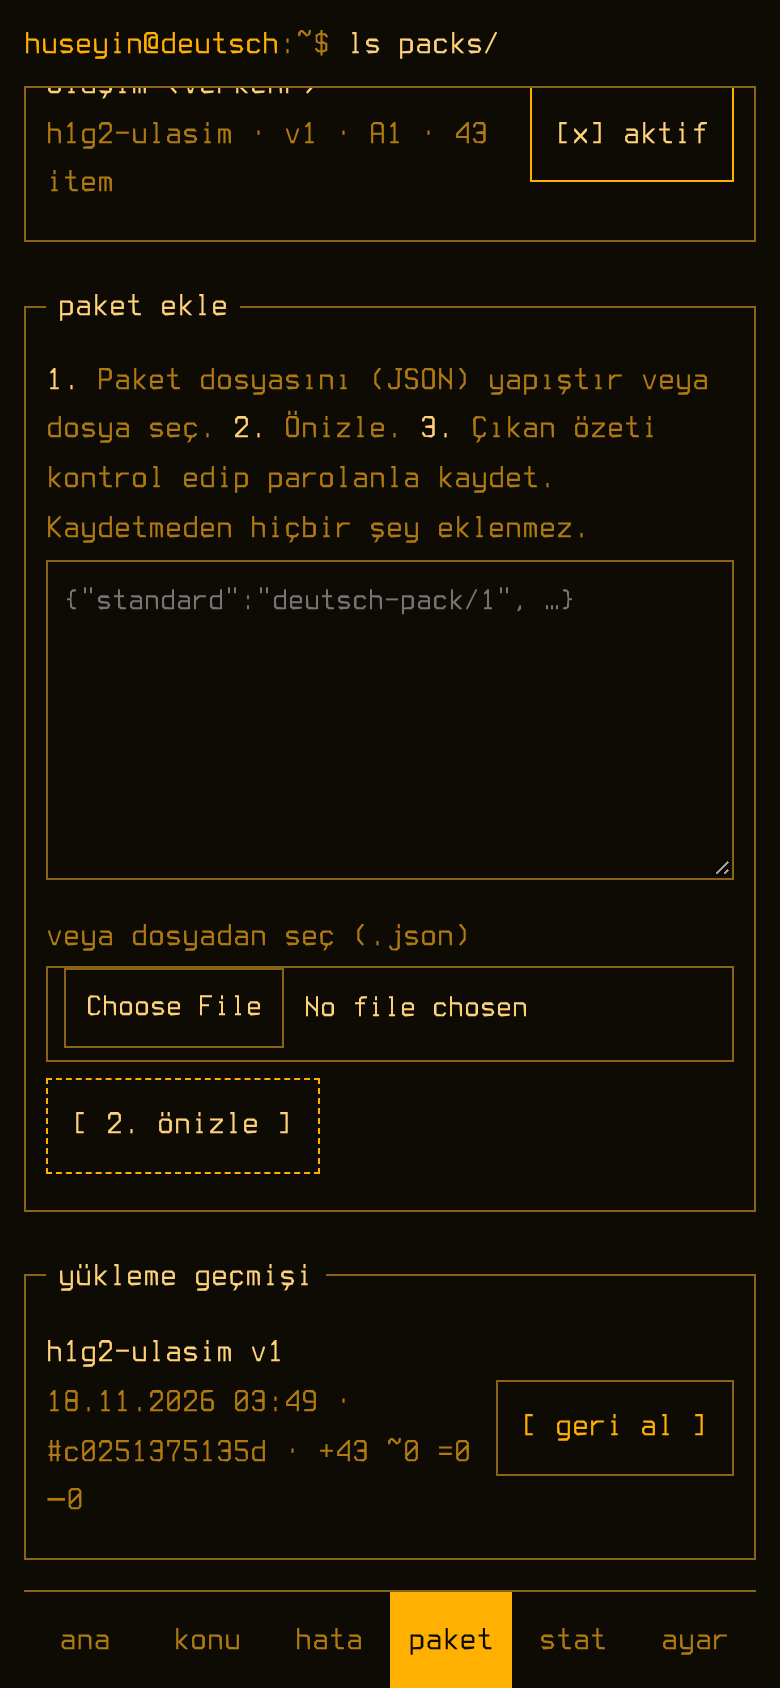 huseyin@deutsch:~$ ls packs/
ulaşım (verkehr)
h1g2-ulasim · v1 · A1 · 43
item
[x] aktif
paket ekle
1. Paket dosyasını (JSON) yapıştır veya
dosya seç. 2. Önizle. 3. Çıkan özeti
kontrol edip parolanla kaydet.
Kaydetmeden hiçbir şey eklenmez.
{"standard":"deutsch-pack/1", …}
veya dosyadan seç (.json)
Choose File No file chosen
[ 2. önizle ]
yükleme geçmişi
h1g2-ulasim v1
18.11.2026 03:49 ·
#c0251375135d · +43 ~0 =0
−0
[ geri al ]
ana konu hata paket stat ayar